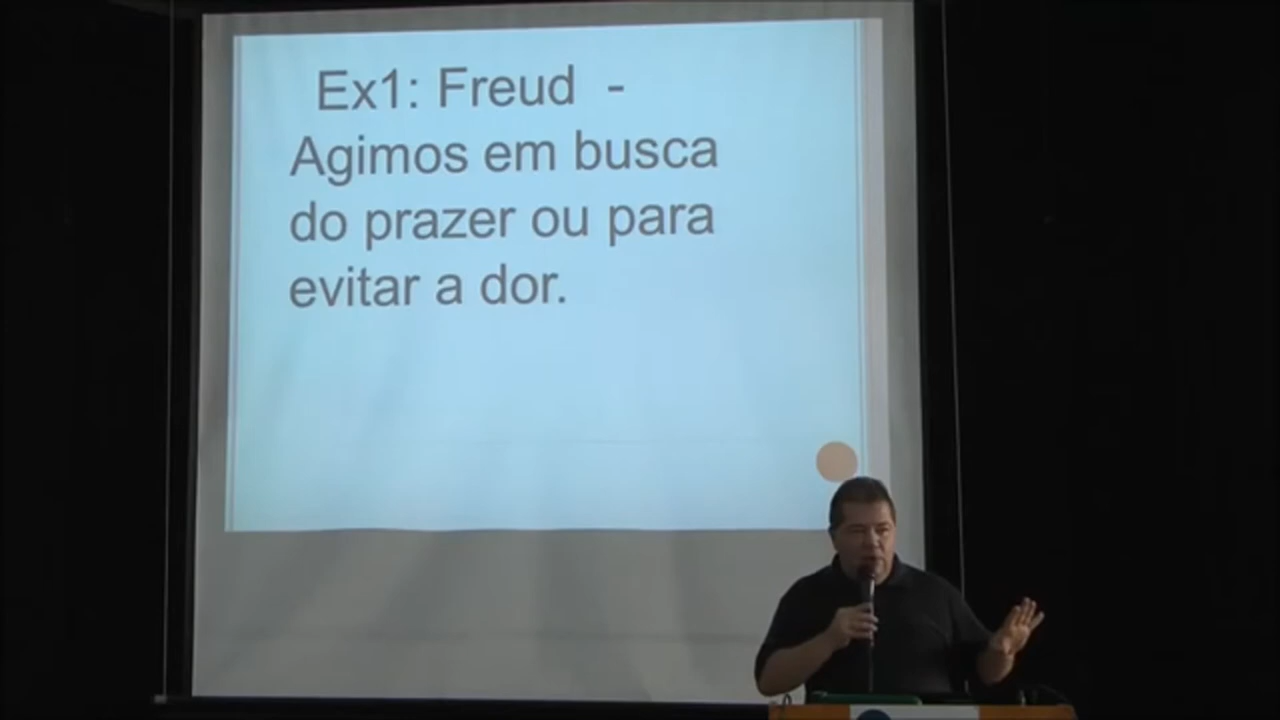 Ex1: Freud -
Agimos em busca
do prazer ou para
evitar a dor.